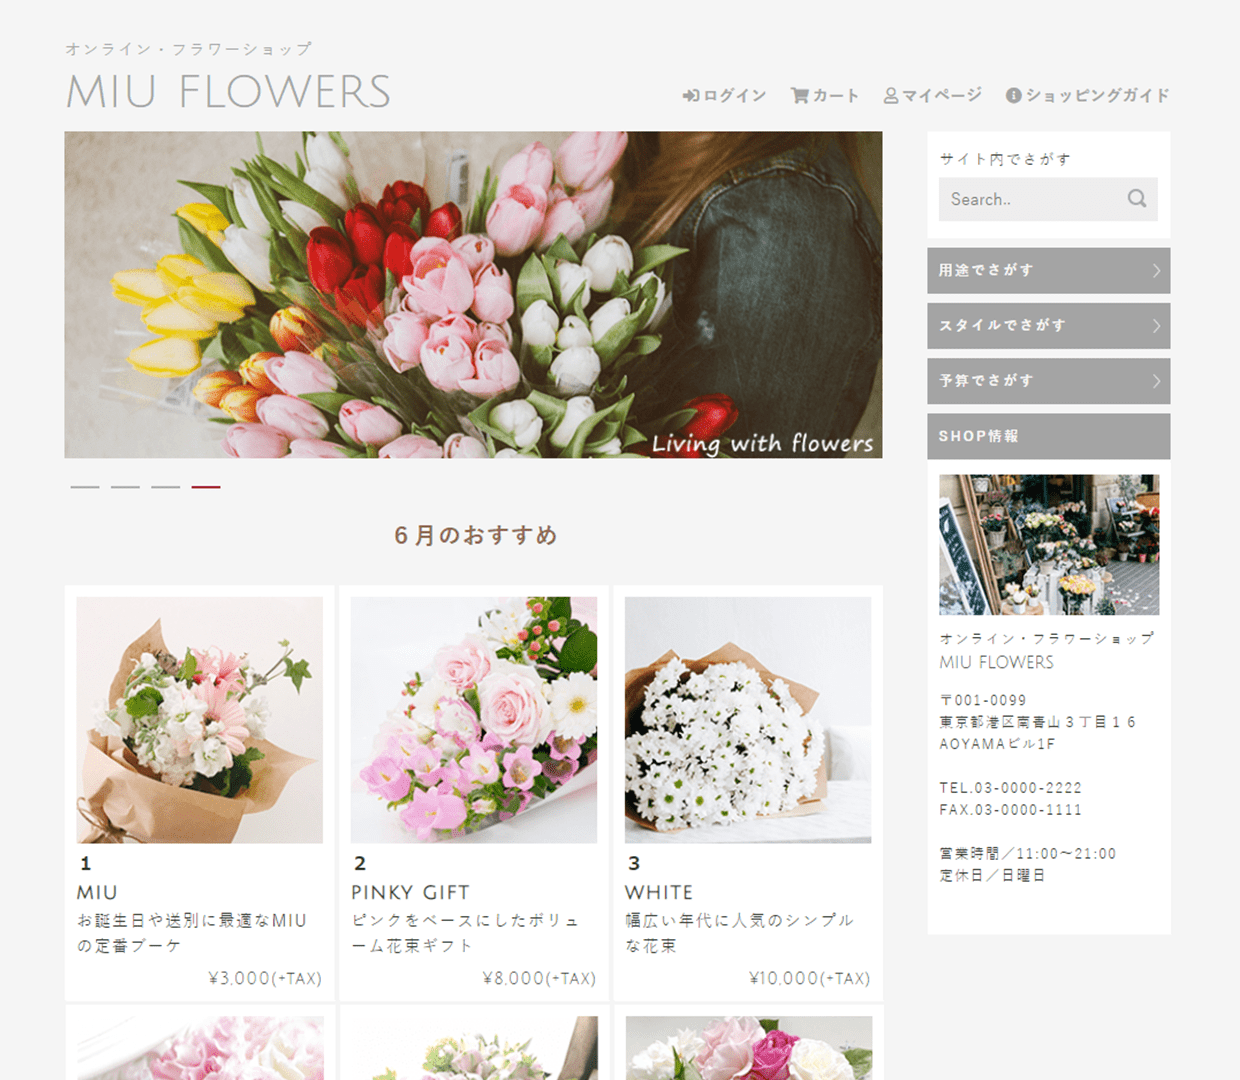 オンライン・フラワーショップ
MIU FLOWERS
ログイン カート マイページ ショッピングガイド
Living with flowers
サイト内でさがす
Search..
用途でさがす
スタイルでさがす
予算でさがす
SHOP情報
オンライン・フラワーショップ
MIU FLOWERS
〒001-0099
東京都港区南青山３丁目１６
AOYAMAビル1F
TEL.03-0000-2222
FAX.03-0000-1111
営業時間／11:00〜21:00
定休日／日曜日
６月のおすすめ
1
MIU
お誕生日や送別に最適なMIU
の定番ブーケ
¥3,000(+TAX)
2
PINKY GIFT
ピンクをベースにしたボリュ
ーム花束ギフト
¥8,000(+TAX)
3
WHITE
幅広い年代に人気のシンプル
な花束
¥10,000(+TAX)